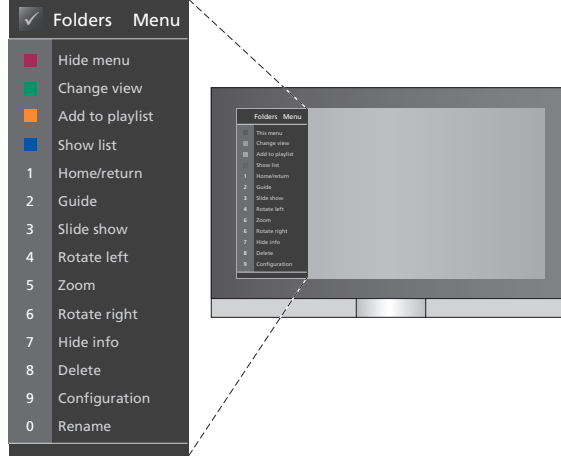 Folders Menu
Hide menu
Change view
Add to playlist
Show list
1 Home/return
2 Guide
3 Slide show
4 Rotate left
5 Zoom
6 Rotate right
7 Hide info
8 Delete
9 Configuration
0 Rename
Folders Menu
This menu
Change view
Add to playlist
Show list
1 Home/return
2 Guide
3 Slide show
4 Rotate left
6 Zoom
6 Rotate right
7 Hide info
8 Delete
9 Configuration